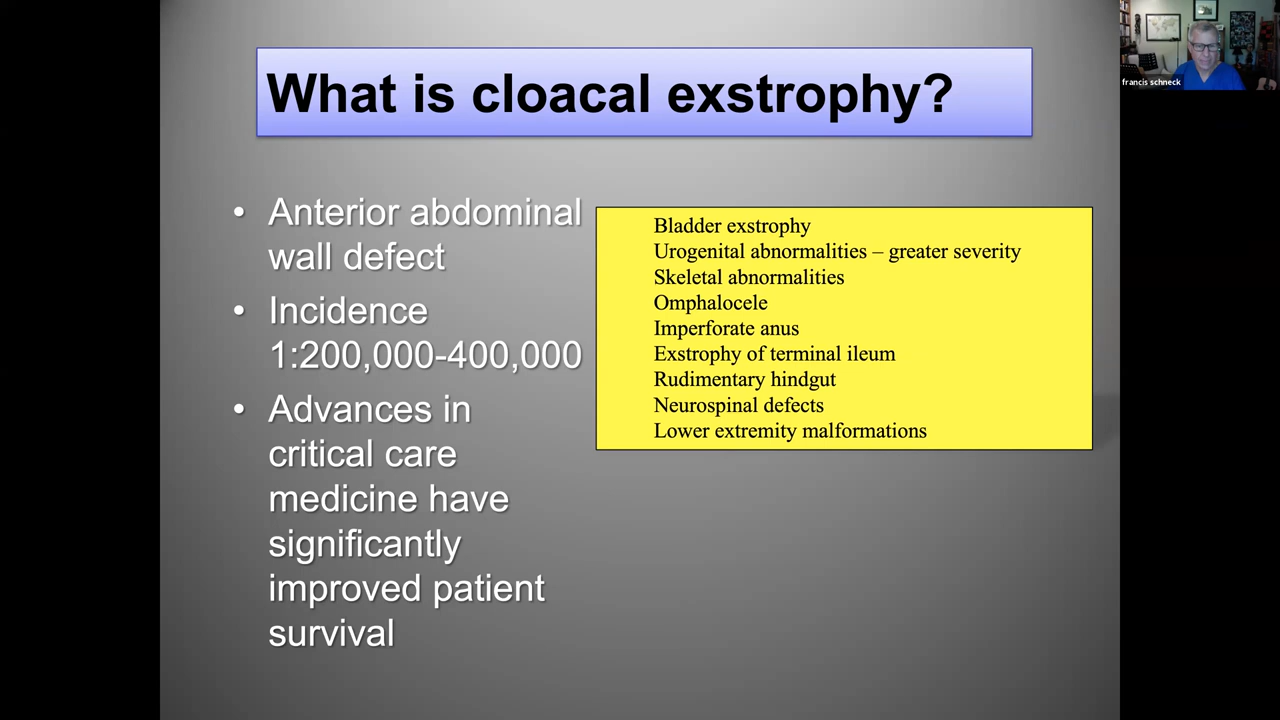 What is cloacal exstrophy?
• Anterior abdominal
wall defect
• Incidence
1:200,000-400,000
• Advances in
critical care
medicine have
significantly
improved patient
survival
Bladder exstrophy
Urogenital abnormalities – greater severity
Skeletal abnormalities
Omphalocele
Imperforate anus
Exstrophy of terminal ileum
Rudimentary hindgut
Neurospinal defects
Lower extremity malformations
francis schneck